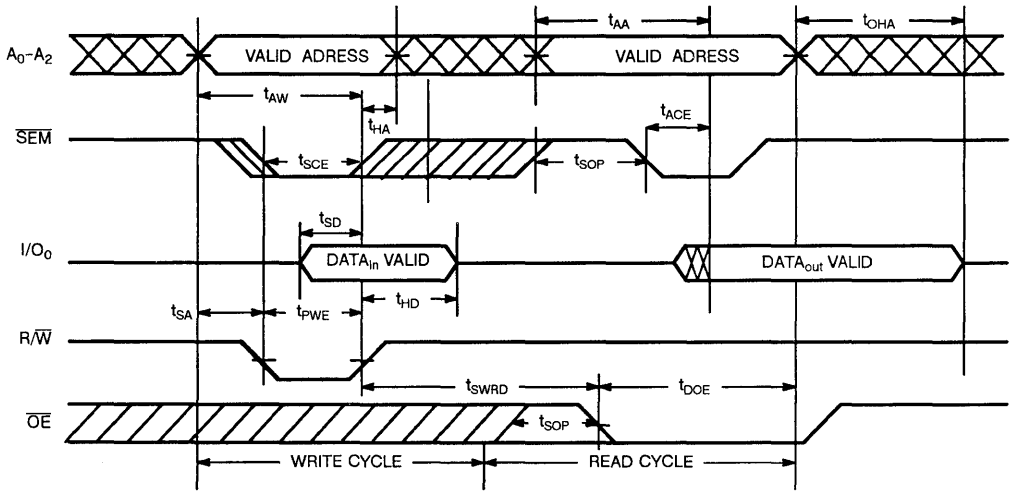 tAA
tOHA
A0–A2
VALID ADRESS
VALID ADRESS
tAW
tHA
tACE
SEM
tSCE
tSOP
tSD
I/O0
DATAin VALID
DATAout VALID
tSA
tPWE
tHD
R/W
tSWRD
tDOE
OE
tSOP
WRITE CYCLE
READ CYCLE